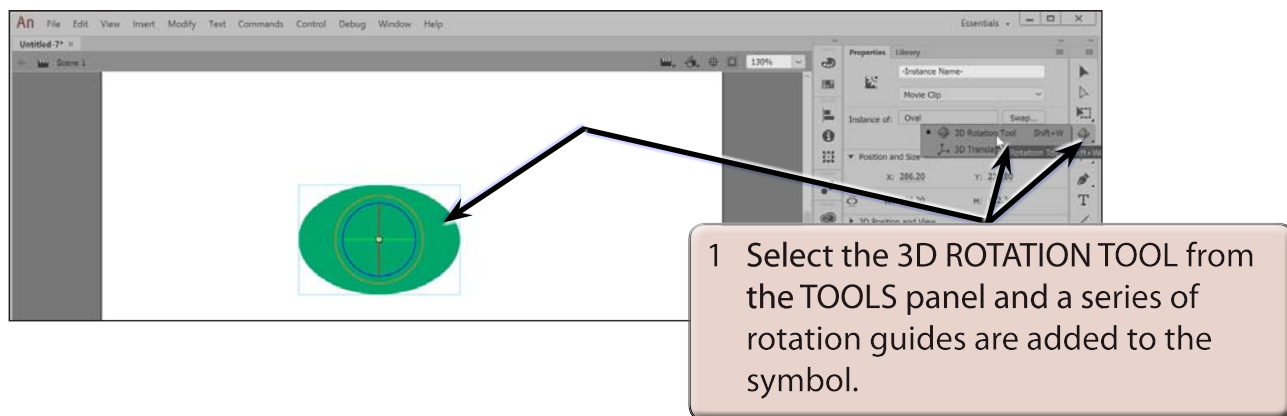 An File Edit View Insert Modify Text Commands Control Debug Window Help Essentials
Untitled-7* ×
Scene 1 130%
Properties Library
-Instance Name-
Movie Clip
Instance of: Oval Swap...
3D Rotation Tool Shift+W
Position and Size
X: 286.20 Y:
3D Position and View
1 Select the 3D ROTATION TOOL from
the TOOLS panel and a series of
rotation guides are added to the
symbol.